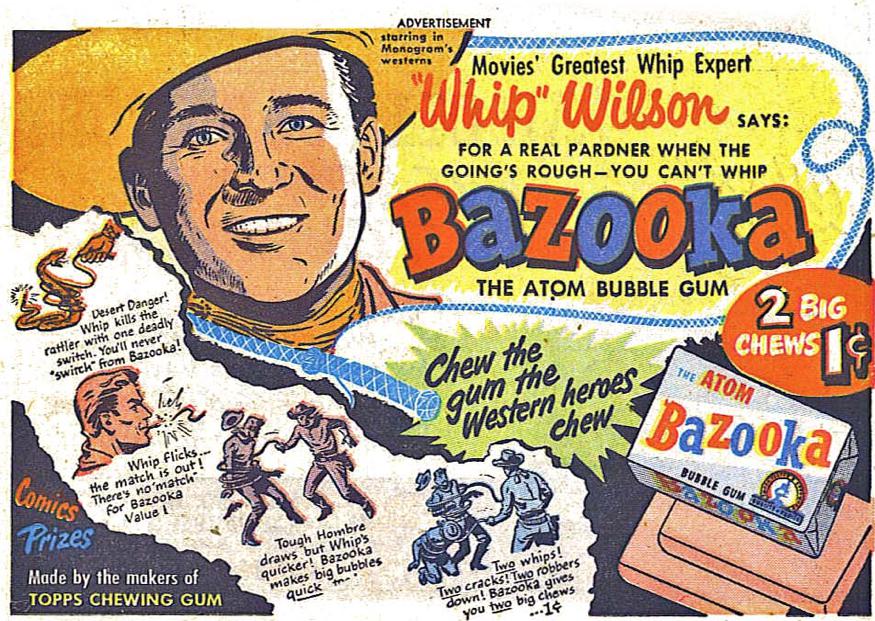 ADVERTISEMENT
starring in
Monogram's
westerns
Movies' Greatest Whip Expert
"Whip" Wilson SAYS:
FOR A REAL PARDNER WHEN THE
GOING'S ROUGH—YOU CAN'T WHIP
Bazooka
THE ATOM BUBBLE GUM
2 BIG
CHEWS 1¢
Desert Danger!
Whip kills the
rattler with one deadly
switch. You'll never
"switch" from Bazooka!
Chew the
gum the
Western heroes
chew
THE ATOM
Bazooka
BUBBLE GUM
BAZOOKA
Whip flicks...
the match is out!
There's no "match"
for Bazooka
Value!
Tough Hombre
draws but Whip's
quicker! Bazooka
makes big bubbles
quick
Two whips!
Two cracks! Two robbers
down! Bazooka gives
you two big chews
...1¢
Comics
Prizes
Made by the makers of
TOPPS CHEWING GUM